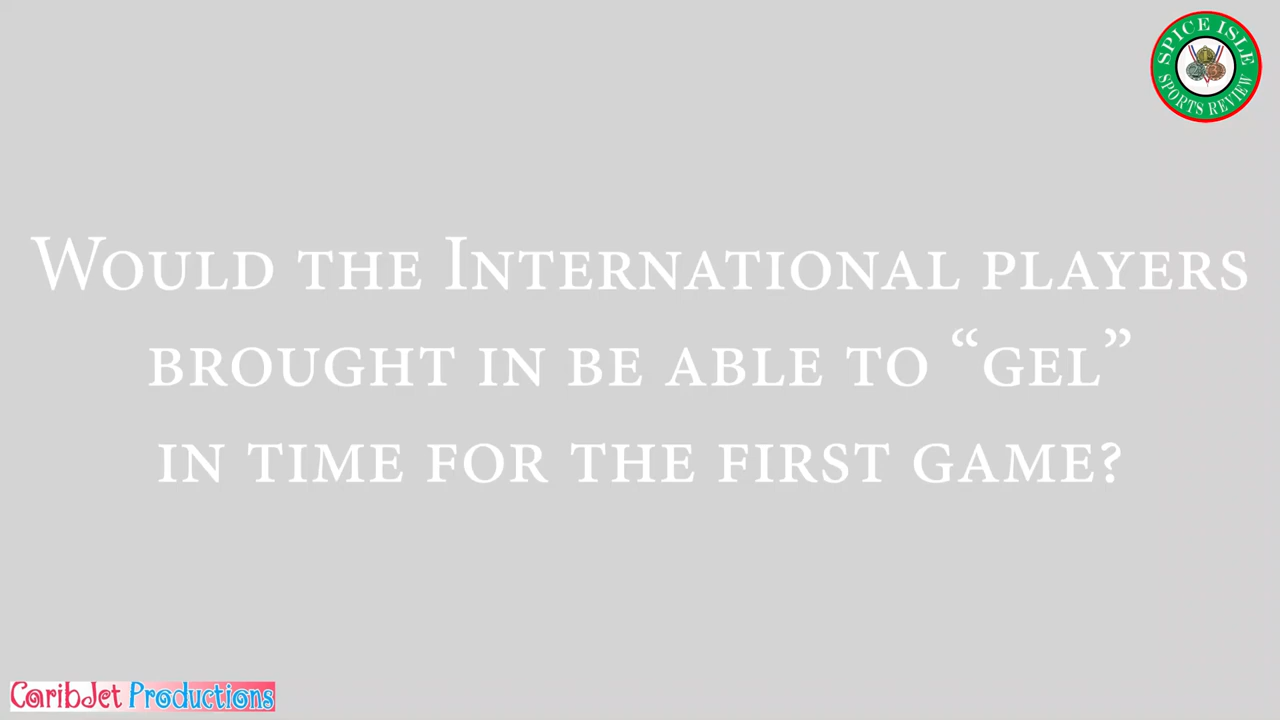 SPICE ISLE
SPORTS REVIEW
Would the International players
brought in be able to “gel”
in time for the first game?
CaribJet Productions